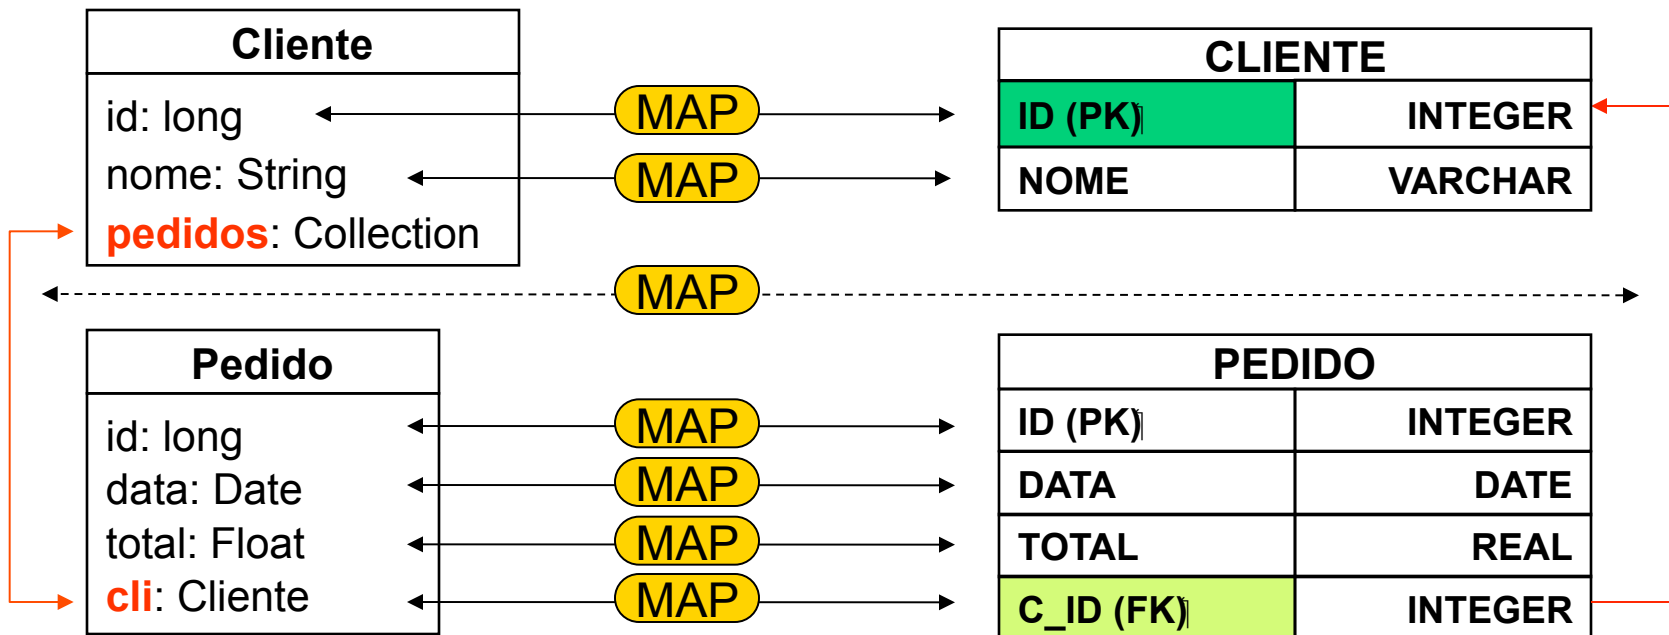 Cliente
id: long
nome: String
pedidos: Collection
MAP
MAP
CLIENTE
ID (PK) INTEGER
NOME VARCHAR
MAP
Pedido
id: long
data: Date
total: Float
cli: Cliente
MAP
MAP
MAP
MAP
PEDIDO
ID (PK) INTEGER
DATA DATE
TOTAL REAL
C_ID (FK) INTEGER